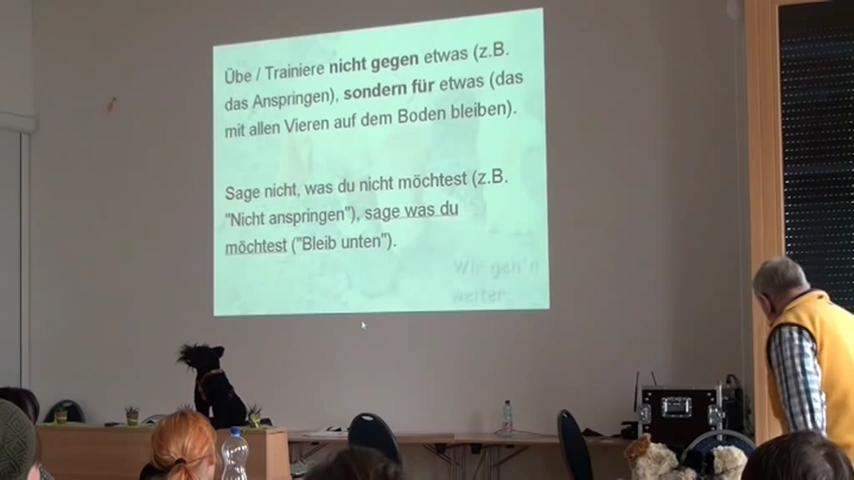 Übe / Trainiere nicht gegen etwas (z.B.
das Anspringen), sondern für etwas (das
mit allen Vieren auf dem Boden bleiben).
Sage nicht, was du nicht möchtest (z.B.
"Nicht anspringen"), sage was du
möchtest ("Bleib unten").
Wir geh'n
weiter